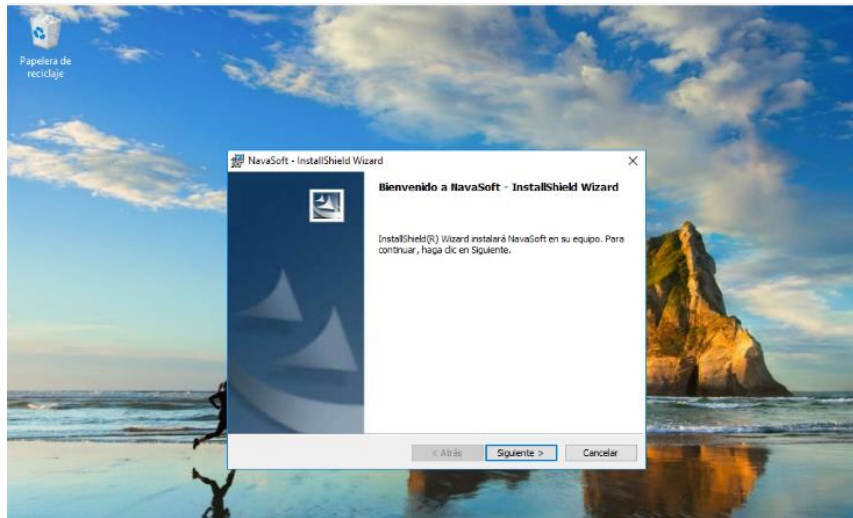 Papelera de
reciclaje
NavaSoft - InstallShield Wizard
Bienvenido a NavaSoft - InstallShield Wizard
InstallShield(R) Wizard instalará NavaSoft en su equipo. Para
continuar, haga clic en Siguiente.
< Atrás
Siguiente >
Cancelar